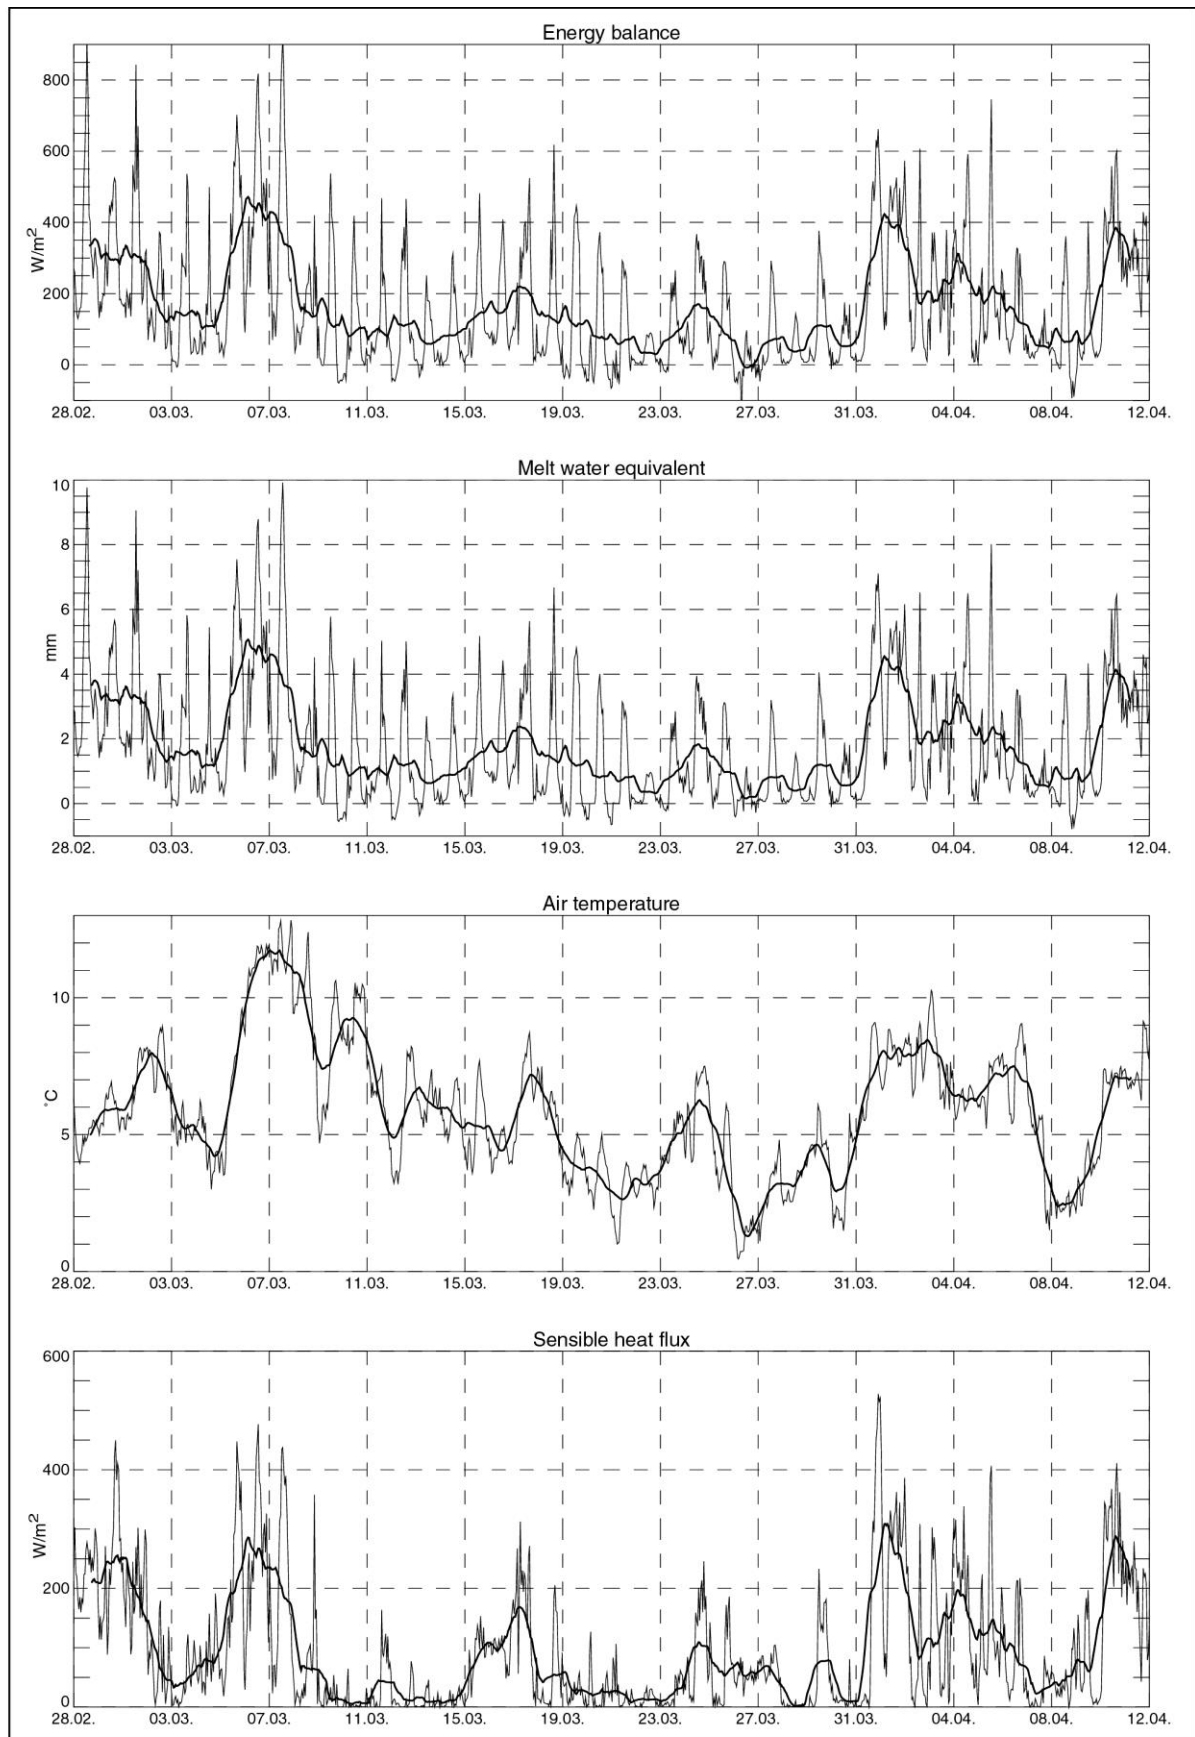 Energy balance
800
600
400
200
0
W/m2
28.02. 03.03. 07.03. 11.03. 15.03. 19.03. 23.03. 27.03. 31.03. 04.04. 08.04. 12.04.
Melt water equivalent
10
8
6
4
2
0
mm
28.02. 03.03. 07.03. 11.03. 15.03. 19.03. 23.03. 27.03. 31.03. 04.04. 08.04. 12.04.
Air temperature
10
5
0
°C
28.02. 03.03. 07.03. 11.03. 15.03. 19.03. 23.03. 27.03. 31.03. 04.04. 08.04. 12.04.
Sensible heat flux
600
400
200
0
W/m2
28.02. 03.03. 07.03. 11.03. 15.03. 19.03. 23.03. 27.03. 31.03. 04.04. 08.04. 12.04.